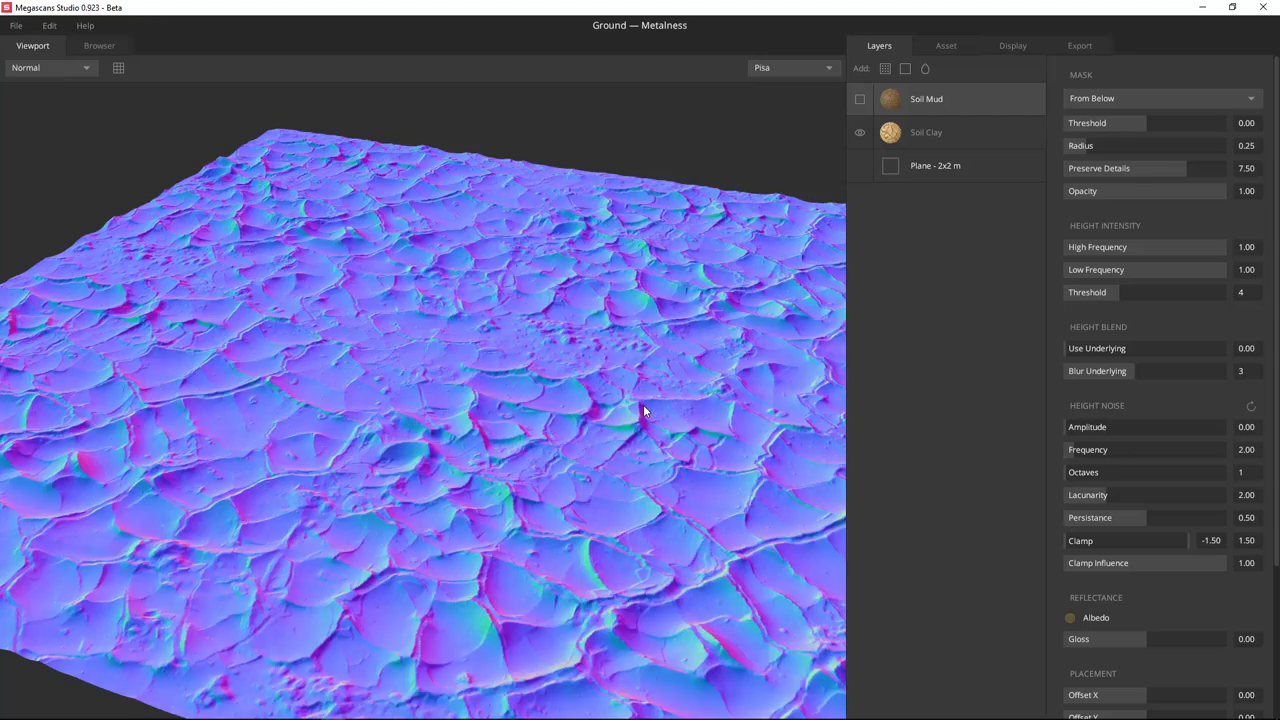 Megascans Studio 0.923 - Beta
File Edit Help
Ground — Metalness
Viewport Browser
Layers Asset Display Export
Normal
Pisa
Add:
Soil Mud
Soil Clay
Plane - 2x2 m
MASK
From Below
Threshold 0.00
Radius 0.25
Preserve Details 7.50
Opacity 1.00
HEIGHT INTENSITY
High Frequency 1.00
Low Frequency 1.00
Threshold 4
HEIGHT BLEND
Use Underlying 0.00
Blur Underlying 3
HEIGHT NOISE
Amplitude 0.00
Frequency 2.00
Octaves 1
Lacunarity 2.00
Persistance 0.50
Clamp -1.50 1.50
Clamp Influence 1.00
REFLECTANCE
Albedo
Gloss 0.00
PLACEMENT
Offset X 0.00
Offset Y 0.00